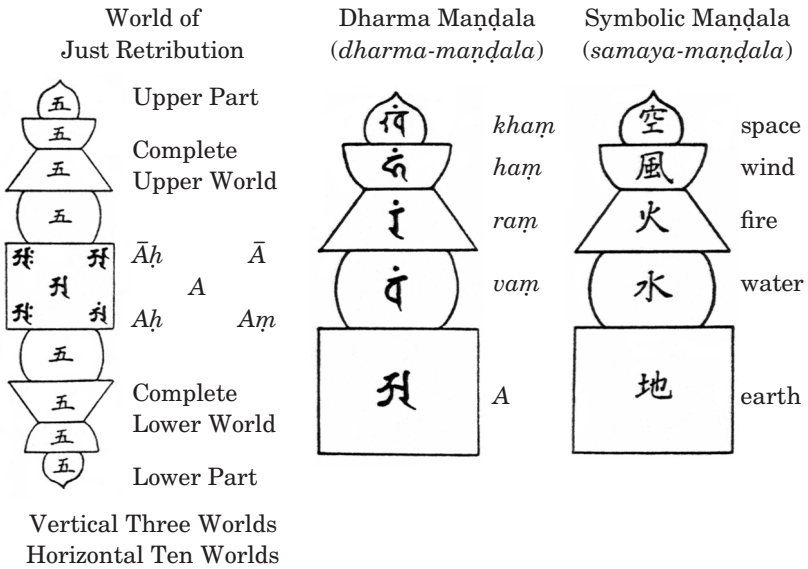 World of
Just Retribution
五 Upper Part
五
五 Complete
Upper World
五
𑖁𑖾 𑖁 Āḥ Ā
𑖀 A
𑖀𑖾 𑖀𑖽 Aḥ Aṃ
五
五 Complete
Lower World
五
五 Lower Part
Vertical Three Worlds
Horizontal Ten Worlds
Dharma Maṇḍala
(dharma-maṇḍala)
𑖏𑖽 khaṃ
𑖮𑖽 haṃ
𑖨𑖽 raṃ
𑖪𑖽 vaṃ
𑖀 A
Symbolic Maṇḍala
(samaya-maṇḍala)
空 space
風 wind
火 fire
水 water
地 earth